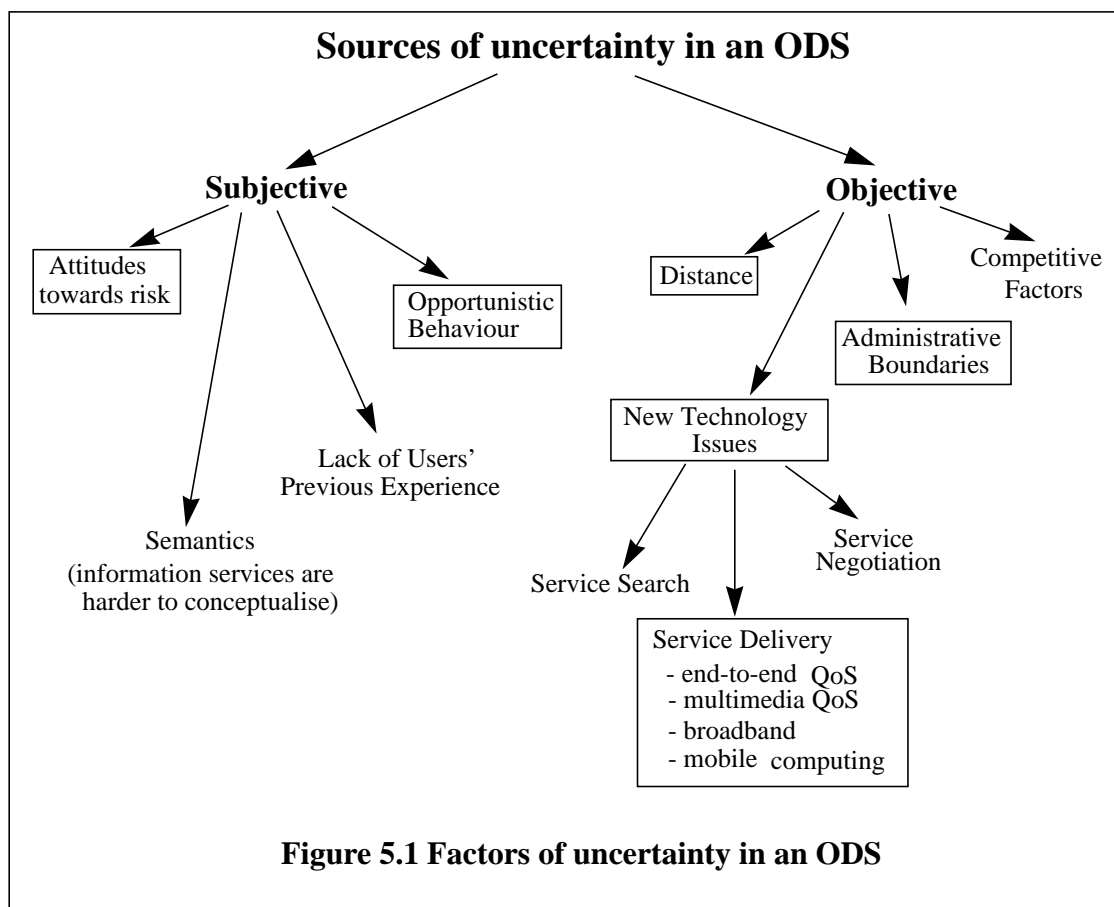 Sources of uncertainty in an ODS
Subjective
Objective
Attitudes
towards risk
Opportunistic
Behaviour
Distance
Competitive
Factors
Administrative
Boundaries
New Technology
Issues
Lack of Users'
Previous Experience
Semantics
(information services are
harder to conceptualise)
Service Search
Service
Negotiation
Service Delivery
- end-to-end QoS
- multimedia QoS
- broadband
- mobile computing
Figure 5.1 Factors of uncertainty in an ODS